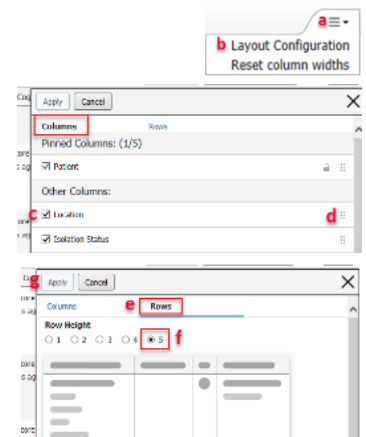 a
b Layout Configuration
Reset column widths
Apply Cancel
Columns Rows
Pinned Columns: (1/5)
Patient
Other Columns:
c Location d
Isolation Status
g Apply Cancel
Columns e Rows
Row Height
1 2 3 4 5 f